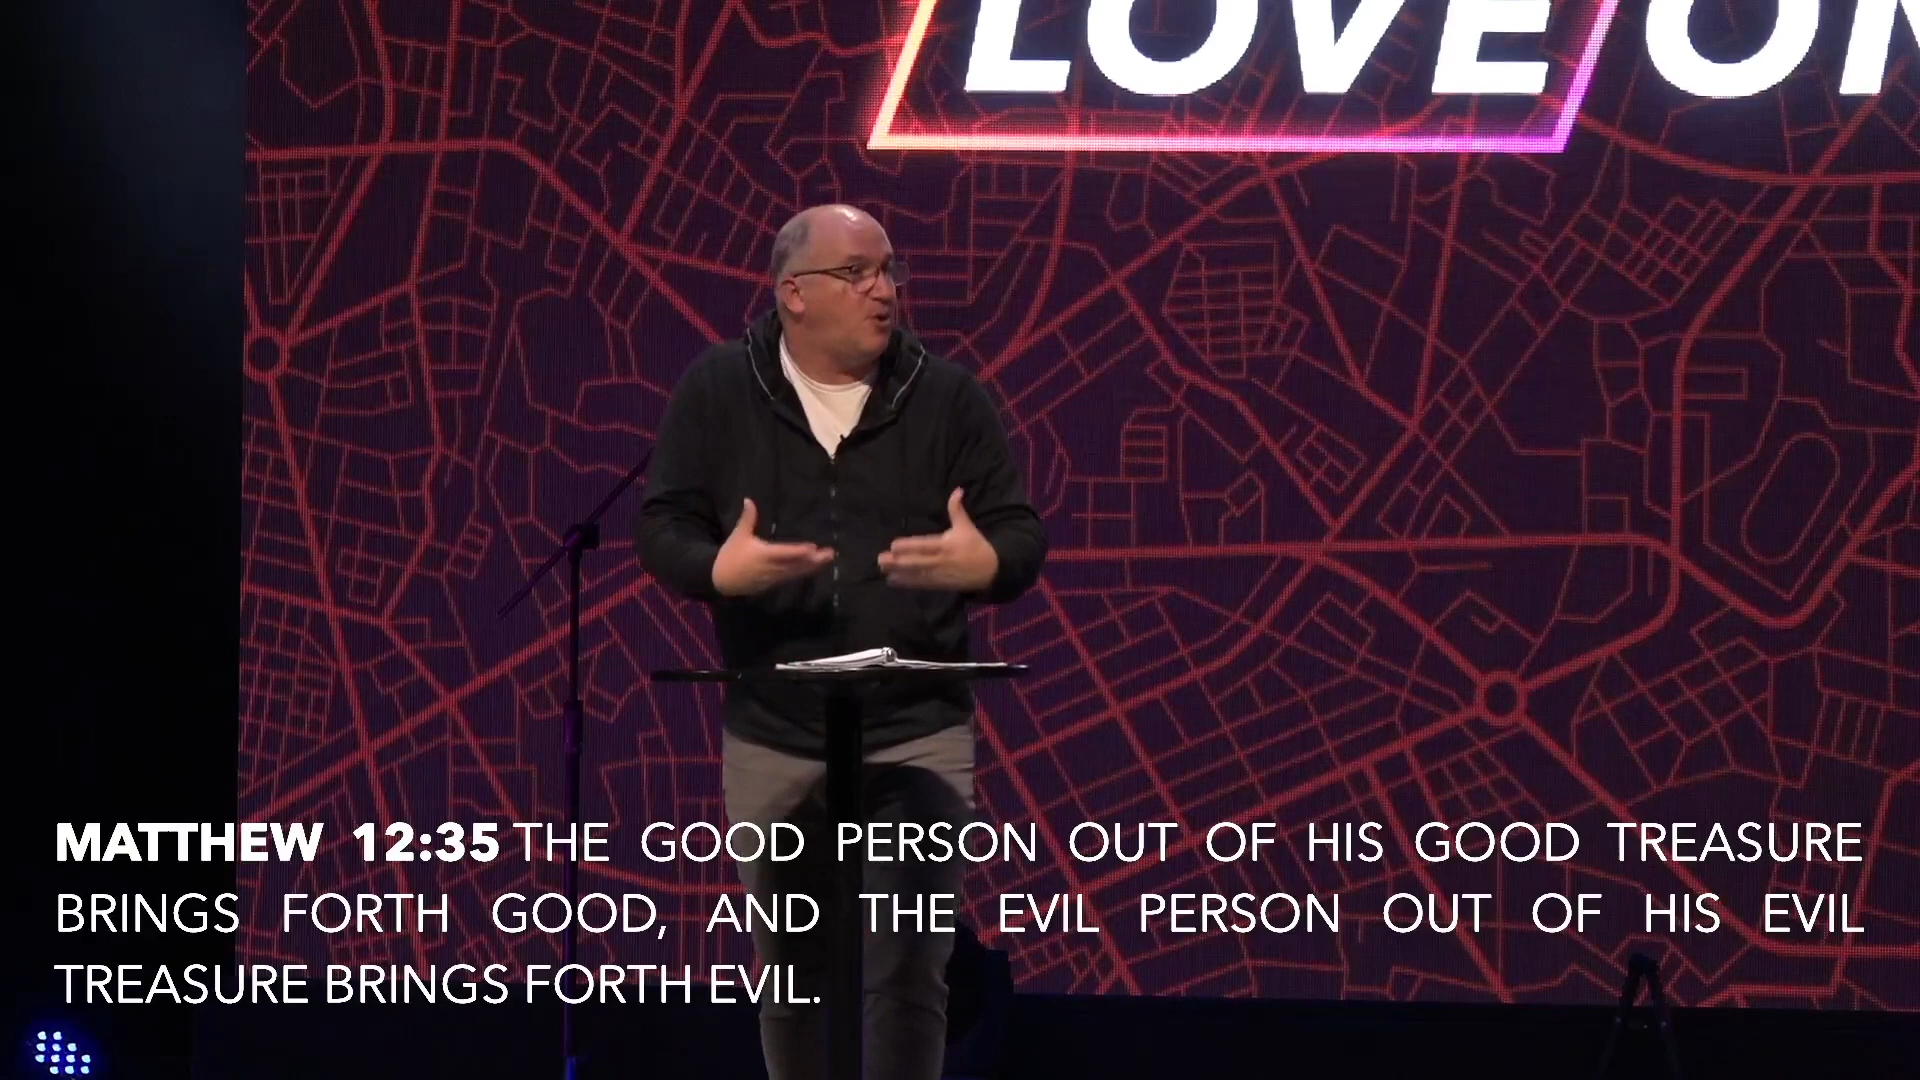 LOVE ON
MATTHEW 12:35 THE GOOD PERSON OUT OF HIS GOOD TREASURE
BRINGS FORTH GOOD, AND THE EVIL PERSON OUT OF HIS EVIL
TREASURE BRINGS FORTH EVIL.